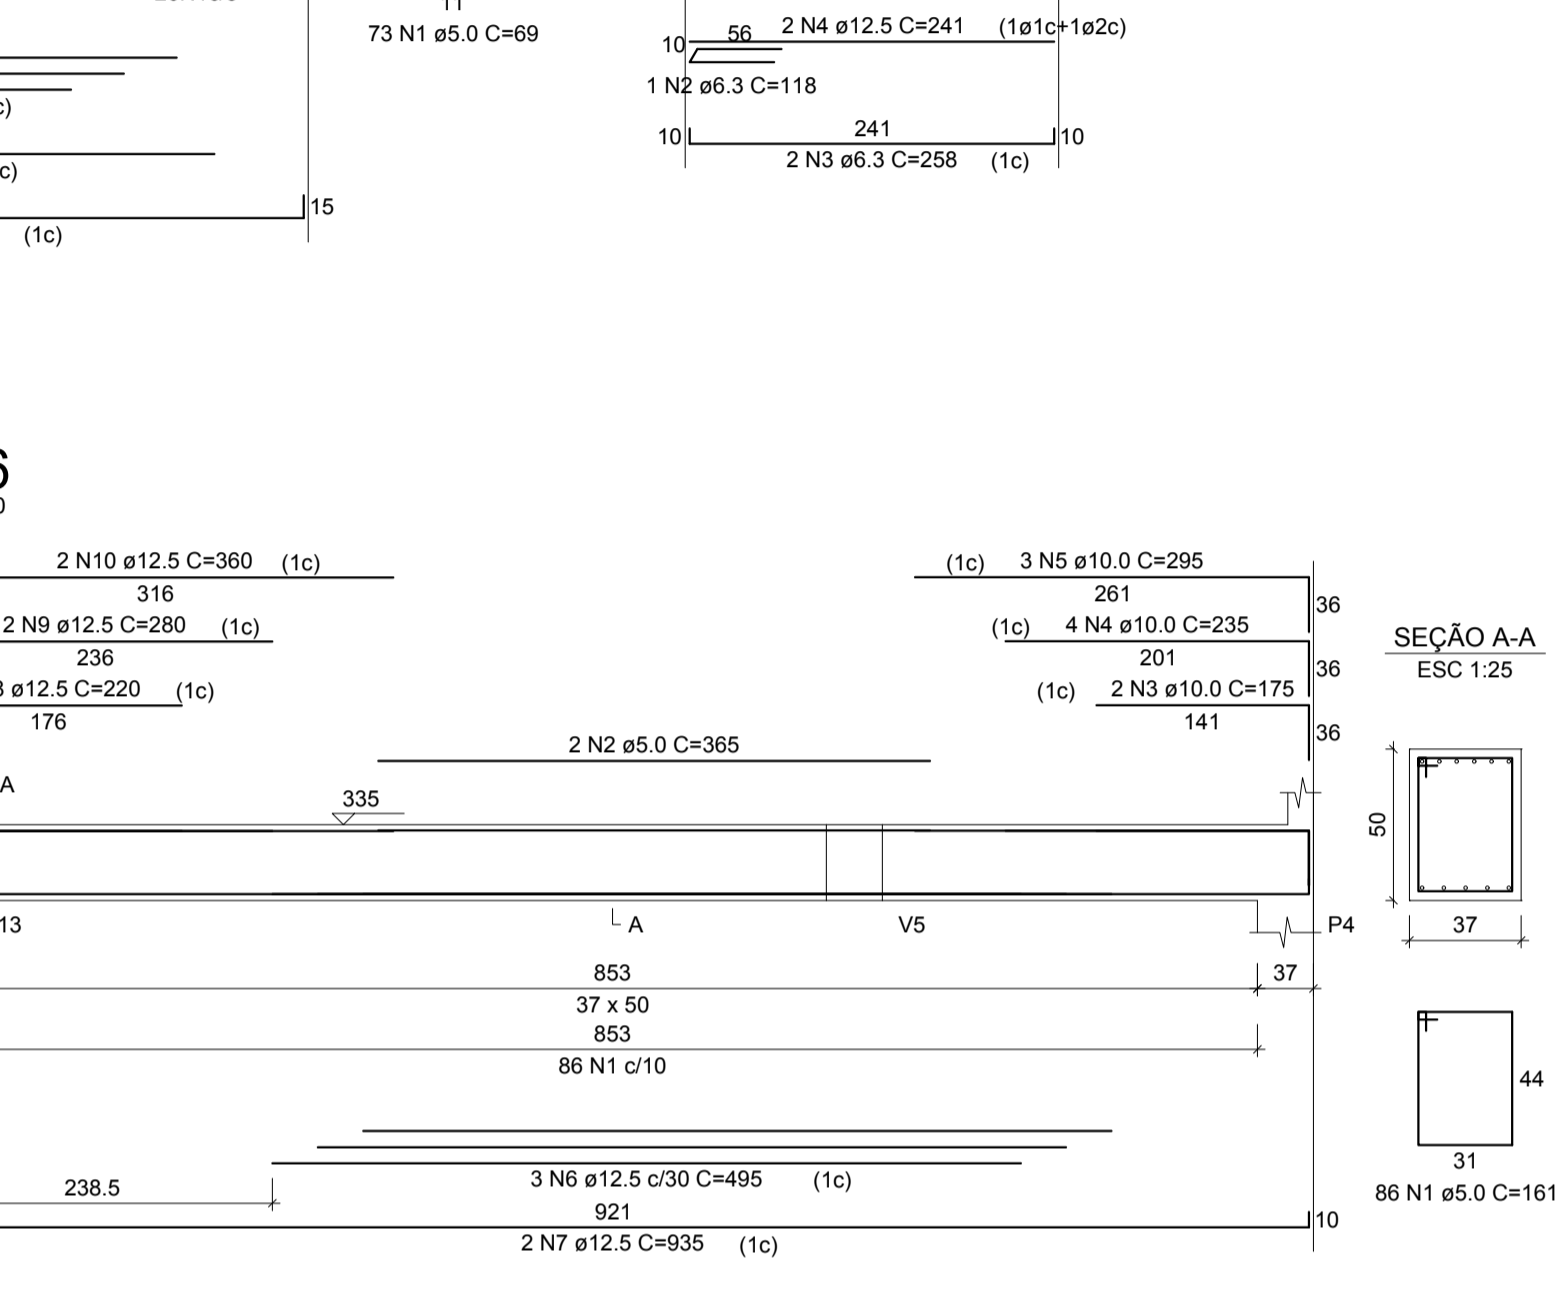 73 N1 ø5.0 C=69
10
56
2 N4 ø12.5 C=241 (1ø1c+1ø2c)
1 N2 ø6.3 C=118
10
241
10
2 N3 ø6.3 C=258 (1c)
15
(1c)
2 N10 ø12.5 C=360 (1c)
316
2 N9 ø12.5 C=280 (1c)
236
ø12.5 C=220 (1c)
176
(1c) 3 N5 ø10.0 C=295
261
36
(1c) 4 N4 ø10.0 C=235
201
36
(1c) 2 N3 ø10.0 C=175
141
36
2 N2 ø5.0 C=365
A
335
13
A
V5
P4
853
37
37 x 50
853
86 N1 c/10
3 N6 ø12.5 c/30 C=495 (1c)
238.5
921
10
2 N7 ø12.5 C=935 (1c)
SEÇÃO A-A
ESC 1:25
50
37
44
31
86 N1 ø5.0 C=161